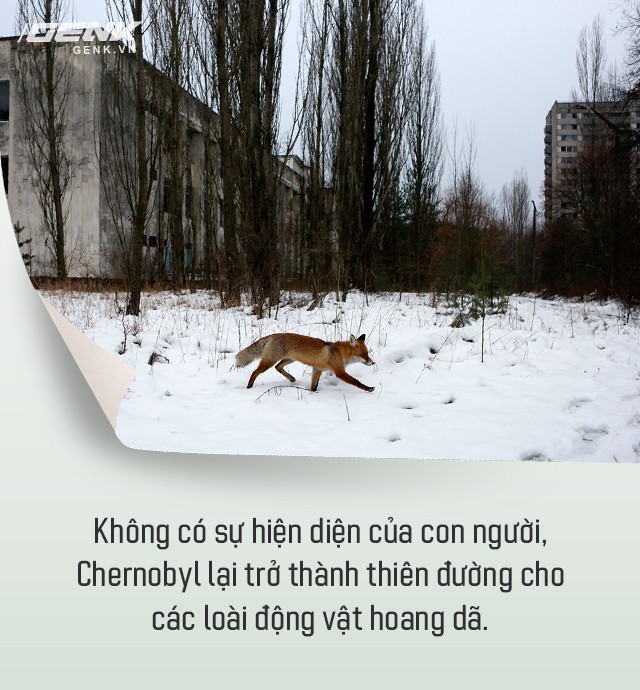 GENK
GENK.VN
Không có sự hiện diện của con người,
Chernobyl lại trở thành thiên đường cho
các loài động vật hoang dã.